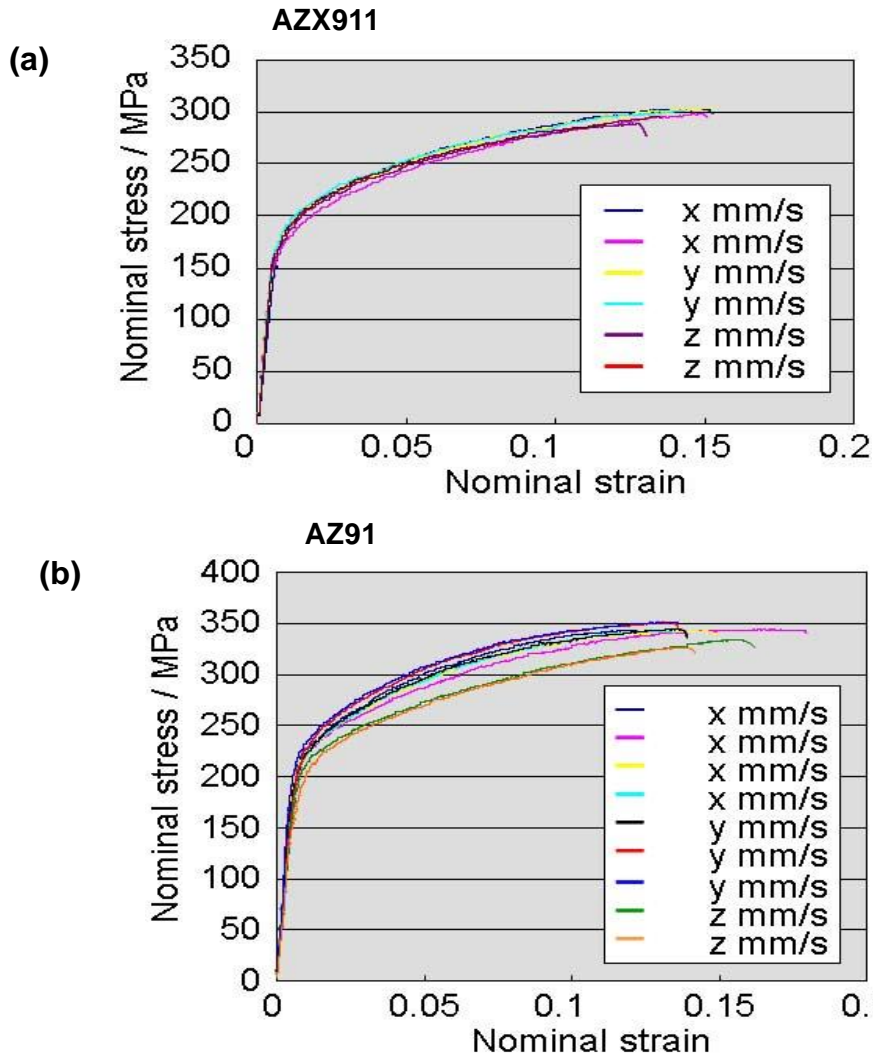 AZX911
(a)
350
300
250
200
150
100
50
0
Nominal stress / MPa
x mm/s
x mm/s
y mm/s
y mm/s
z mm/s
z mm/s
0 0.05 0.1 0.15 0.2
Nominal strain
AZ91
(b)
400
350
300
250
200
150
100
50
0
Nominal stress / MPa
x mm/s
x mm/s
x mm/s
x mm/s
y mm/s
y mm/s
y mm/s
z mm/s
z mm/s
0 0.05 0.1 0.15 0.
Nominal strain